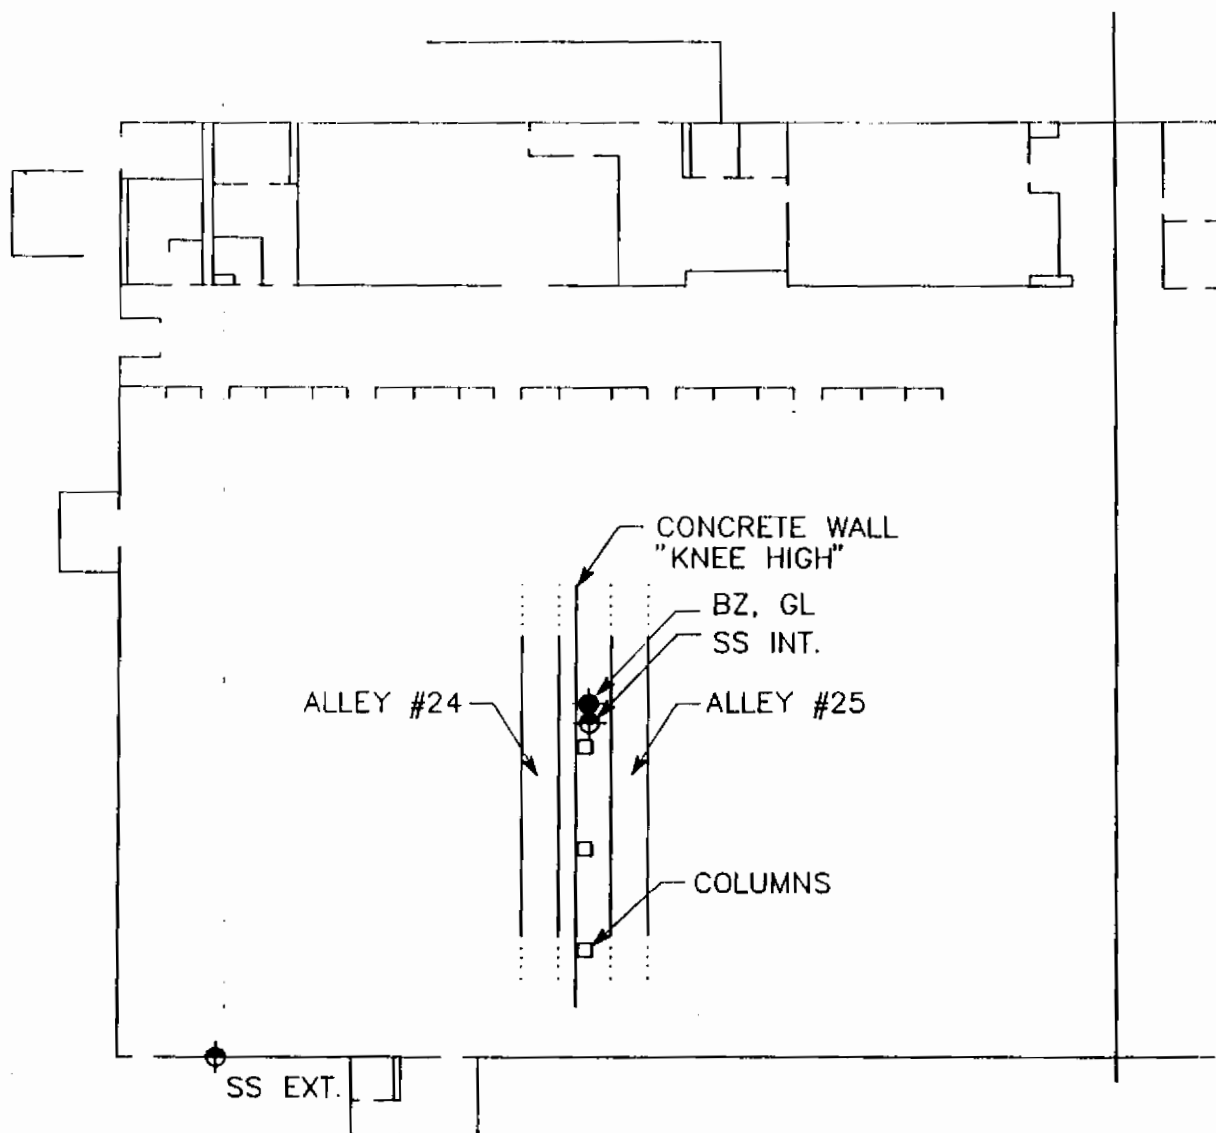 CONCRETE WALL
"KNEE HIGH"
BZ, GL
SS INT.
ALLEY #24
ALLEY #25
COLUMNS
SS EXT.